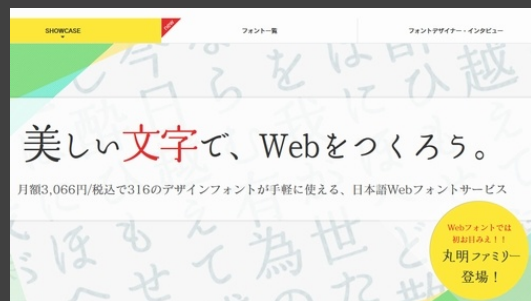 SHOWCASE
フォント一覧
フォントデザイナー・インタビュー
美しい文字で、Webをつくろう。
月額3,066円/税込で316のデザインフォントが手軽に使える、日本語Webフォントサービス
Webフォントでは
初お目みえ！！
丸明ファミリー
登場！